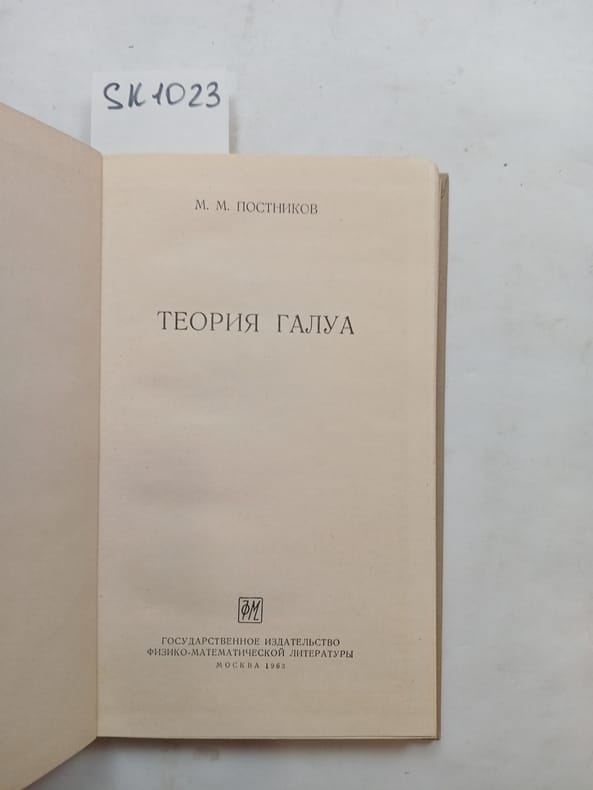 SK1023
М. М. ПОСТНИКОВ
ТЕОРИЯ ГАЛУА
ФМ
ГОСУДАРСТВЕННОЕ ИЗДАТЕЛЬСТВО
ФИЗИКО-МАТЕМАТИЧЕСКОЙ ЛИТЕРАТУРЫ
МОСКВА 1963